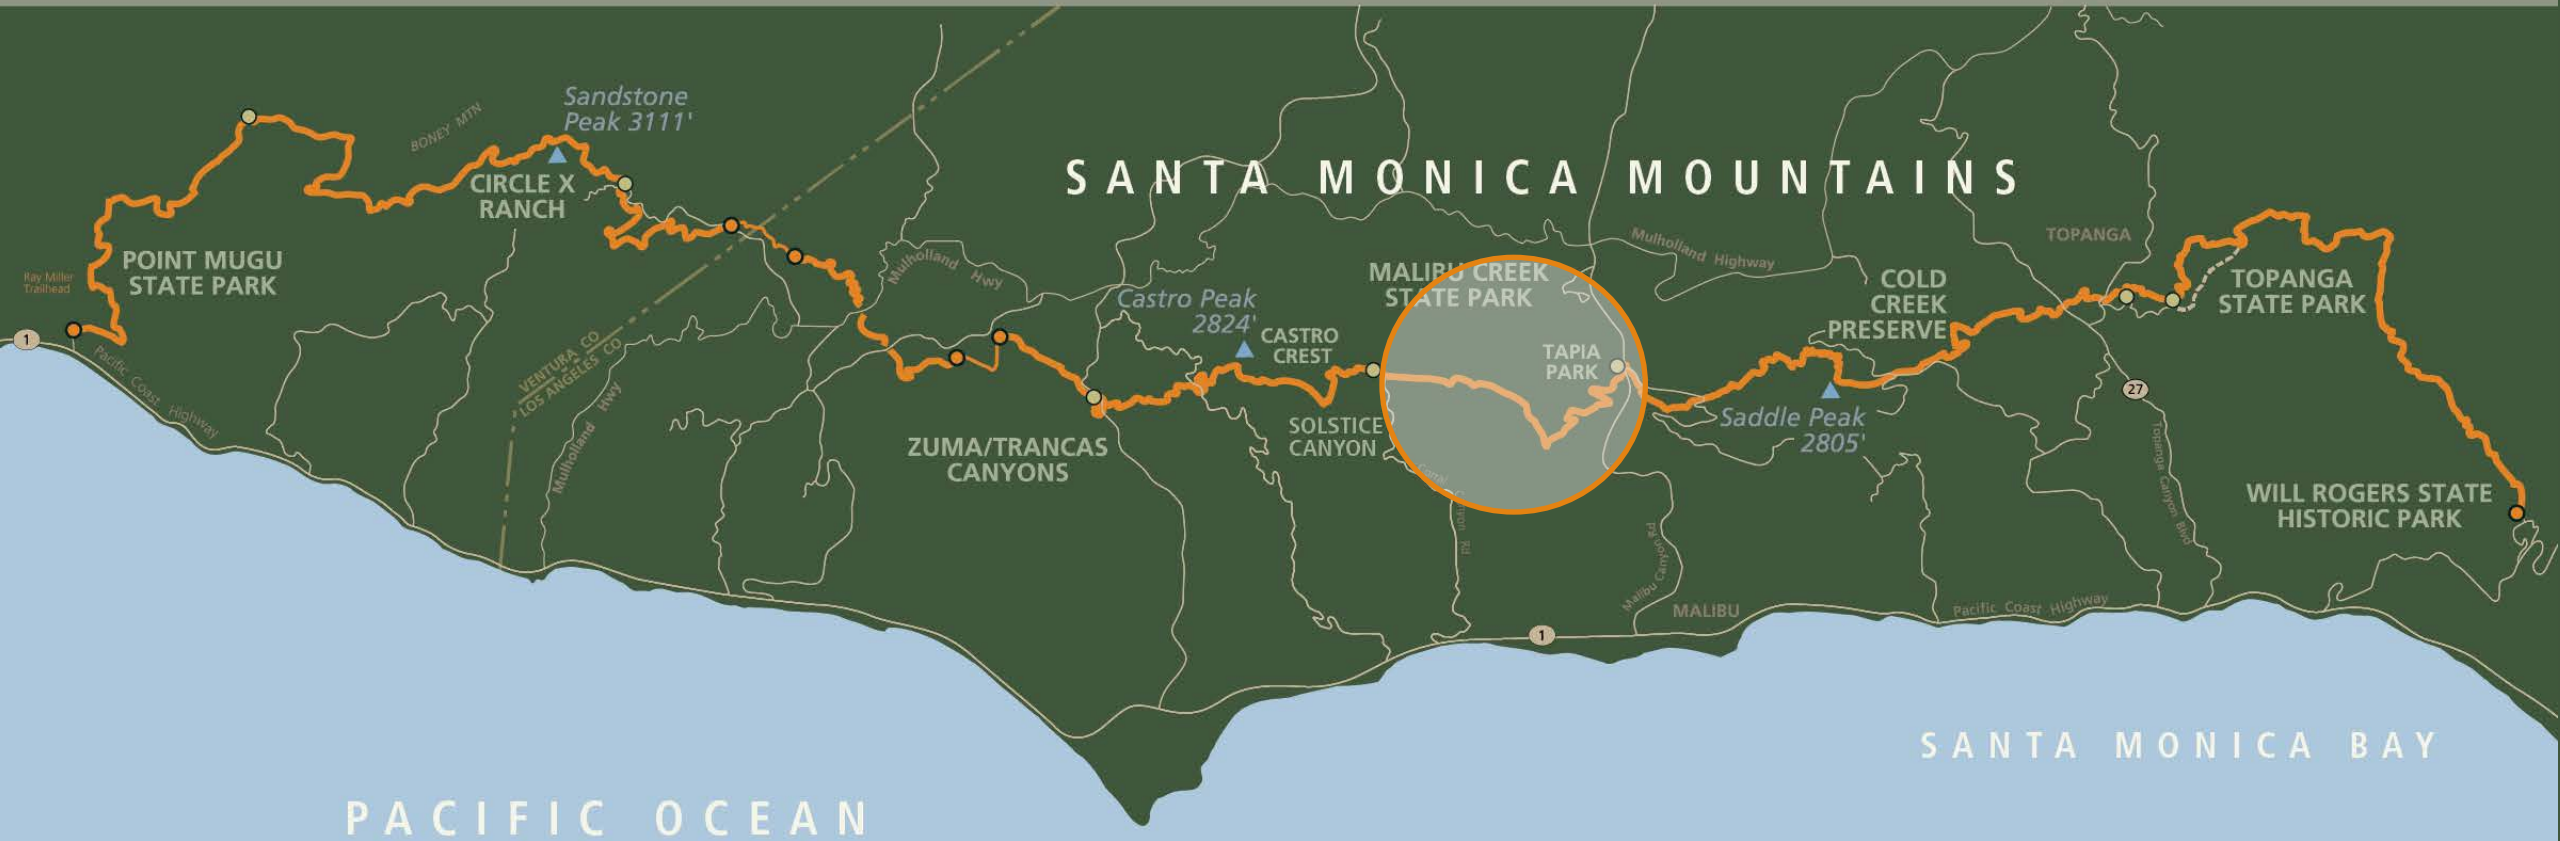 Sandstone
Peak 3111'
BONEY MTN
SANTA MONICA MOUNTAINS
CIRCLE X
RANCH
POINT MUGU
STATE PARK
Ray Miller
Trailhead
1
Pacific Coast Highway
VENTURA CO
LOS ANGELES CO
Mulholland Hwy
Mulholland Hwy
Castro Peak
2824'
CASTRO
CREST
MALIBU CREEK
STATE PARK
Mulholland Highway
TAPIA
PARK
SOLSTICE
CANYON
ZUMA/TRANCAS
CANYONS
Corral Canyon Rd
Malibu Canyon Rd
MALIBU
1
COLD
CREEK
PRESERVE
Saddle Peak
2805'
TOPANGA
TOPANGA
STATE PARK
27
Topanga Canyon Blvd
WILL ROGERS STATE
HISTORIC PARK
Pacific Coast Highway
SANTA MONICA BAY
PACIFIC OCEAN